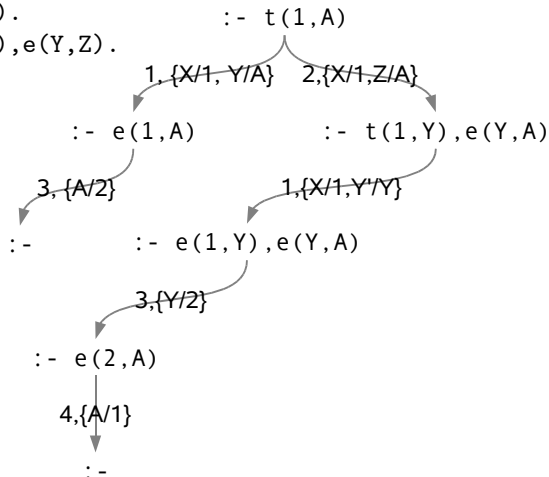 ).
:- t(1,A)
),e(Y,Z).
1, {X/1, Y/A}
2,{X/1,Z/A}
:- e(1,A)
:- t(1,Y),e(Y,A)
3, {A/2}
1,{X/1,Y'/Y}
:-
:- e(1,Y),e(Y,A)
3,{Y/2}
:- e(2,A)
4,{A/1}
:-